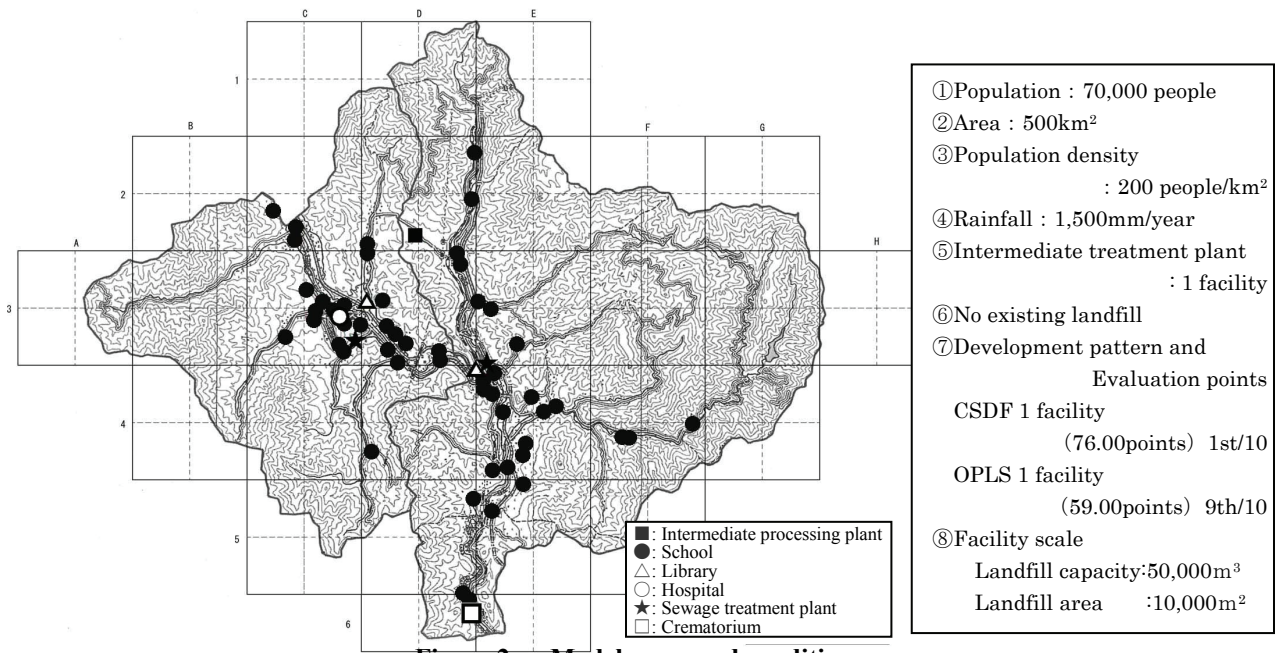 C
D
E
1
B
F
G
2
A
H
3
4
5
6
■: Intermediate processing plant
●: School
△: Library
○: Hospital
★: Sewage treatment plant
□: Crematorium
①Population : 70,000 people
②Area : 500km²
③Population density
: 200 people/km²
④Rainfall : 1,500mm/year
⑤Intermediate treatment plant
: 1 facility
⑥No existing landfill
⑦Development pattern and
Evaluation points
CSDF 1 facility
(76.00points) 1st/10
OPLS 1 facility
(59.00points) 9th/10
⑧Facility scale
Landfill capacity:50,000m³
Landfill area :10,000m²